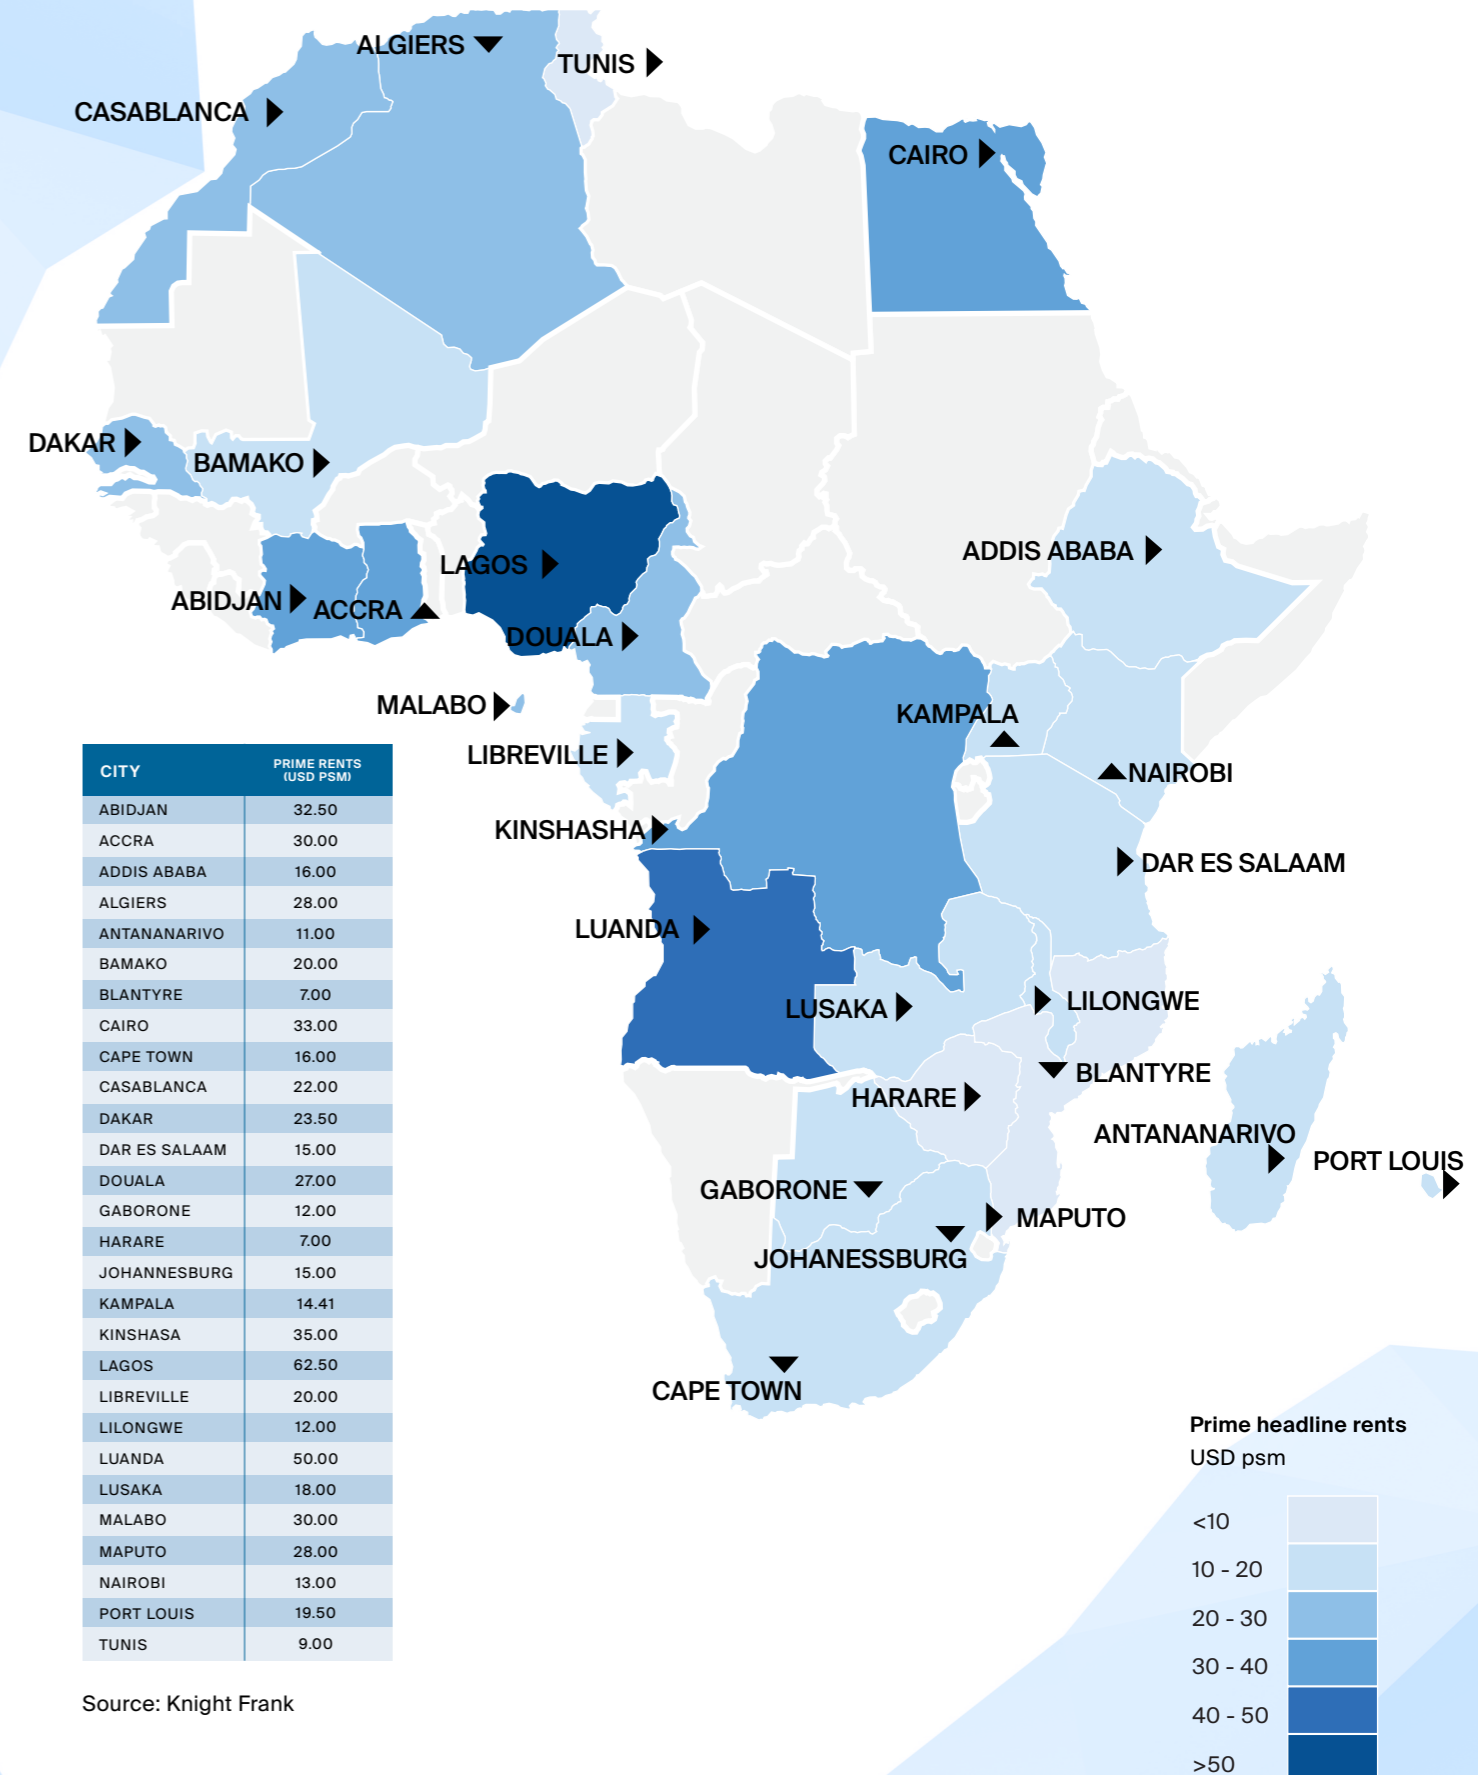 ALGIERS
TUNIS
CASABLANCA
CAIRO
DAKAR
BAMAKO
ADDIS ABABA
LAGOS
ABIDJAN
ACCRA
DOUALA
MALABO
KAMPALA
LIBREVILLE
NAIROBI
KINSHASHA
DAR ES SALAAM
LUANDA
LUSAKA
LILONGWE
BLANTYRE
HARARE
ANTANANARIVO
PORT LOUIS
GABORONE
MAPUTO
JOHANESSBURG
CAPE TOWN
CITY PRIME RENTS
(USD PSM)
ABIDJAN 32.50
ACCRA 30.00
ADDIS ABABA 16.00
ALGIERS 28.00
ANTANANARIVO 11.00
BAMAKO 20.00
BLANTYRE 7.00
CAIRO 33.00
CAPE TOWN 16.00
CASABLANCA 22.00
DAKAR 23.50
DAR ES SALAAM 15.00
DOUALA 27.00
GABORONE 12.00
HARARE 7.00
JOHANNESBURG 15.00
KAMPALA 14.41
KINSHASA 35.00
LAGOS 62.50
LIBREVILLE 20.00
LILONGWE 12.00
LUANDA 50.00
LUSAKA 18.00
MALABO 30.00
MAPUTO 28.00
NAIROBI 13.00
PORT LOUIS 19.50
TUNIS 9.00
Source: Knight Frank
Prime headline rents
USD psm
<10
10 - 20
20 - 30
30 - 40
40 - 50
>50